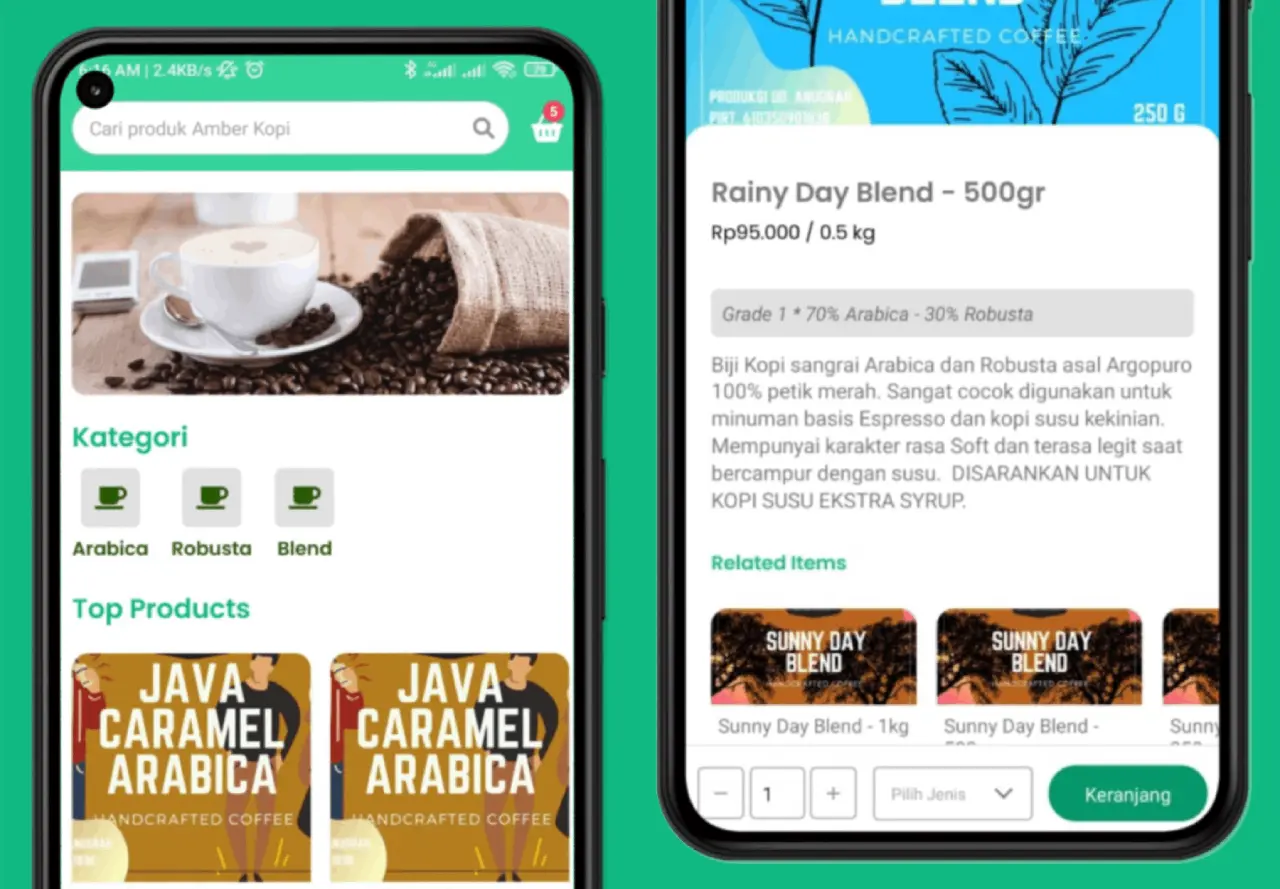 6:16 AM | 2.4KB/s
Cari produk Amber Kopi
5
Kategori
Arabica
Robusta
Blend
Top Products
JAVA
CARAMEL
ARABICA
HANDCRAFTED COFFEE
JAVA
CARAMEL
ARABICA
HANDCRAFTED COFFEE
BLEND
HANDCRAFTED COFFEE
PRODUKSI UD. ANUGRAH
250 G
Rainy Day Blend - 500gr
Rp95.000 / 0.5 kg
Grade 1 * 70% Arabica - 30% Robusta
Biji Kopi sangrai Arabica dan Robusta asal Argopuro
100% petik merah. Sangat cocok digunakan untuk
minuman basis Espresso dan kopi susu kekinian.
Mempunyai karakter rasa Soft dan terasa legit saat
bercampur dengan susu. DISARANKAN UNTUK
KOPI SUSU EKSTRA SYRUP.
Related Items
SUNNY DAY
BLEND
HANDCRAFTED COFFEE
SUNNY DAY
BLEND
HANDCRAFTED COFFEE
Sunny Day Blend - 1kg
Sunny Day Blend -
Sunny
1
Pilih Jenis
Keranjang